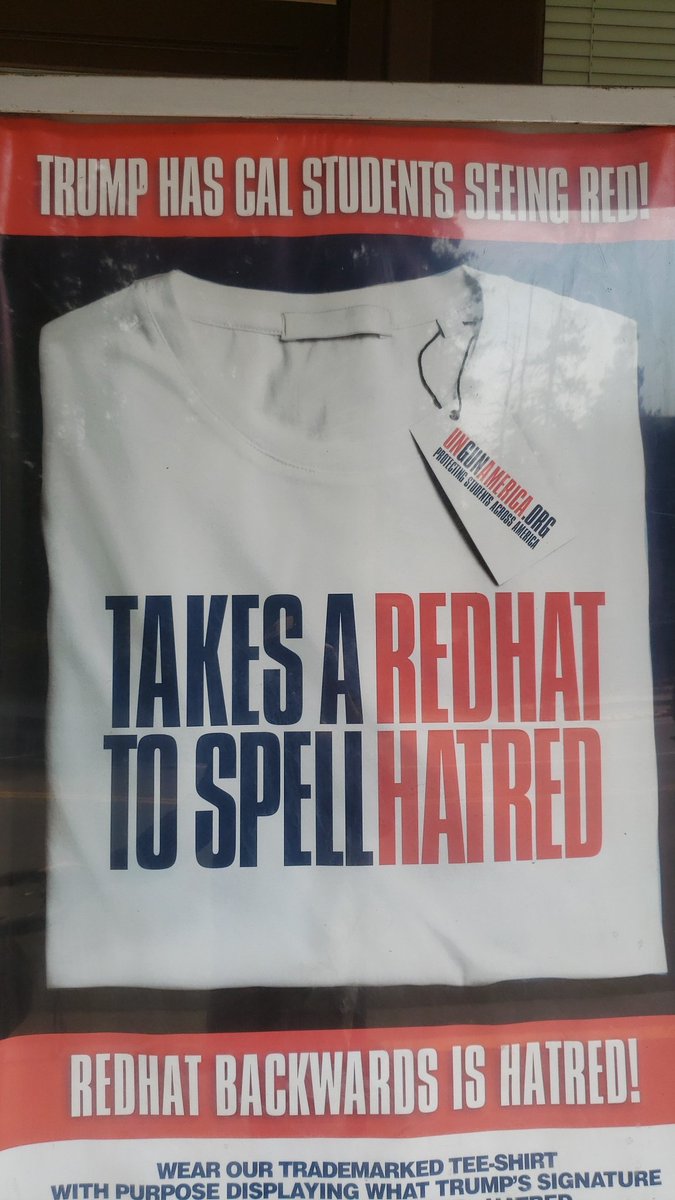 TRUMP HAS CAL STUDENTS SEEING RED!
UNGUNAMERICA.ORG
PROTECTING STUDENTS ACROSS AMERICA
TAKES A REDHAT
TO SPELL HATRED
REDHAT BACKWARDS IS HATRED!
WEAR OUR TRADEMARKED TEE-SHIRT
WITH PURPOSE DISPLAYING WHAT TRUMP'S SIGNATURE